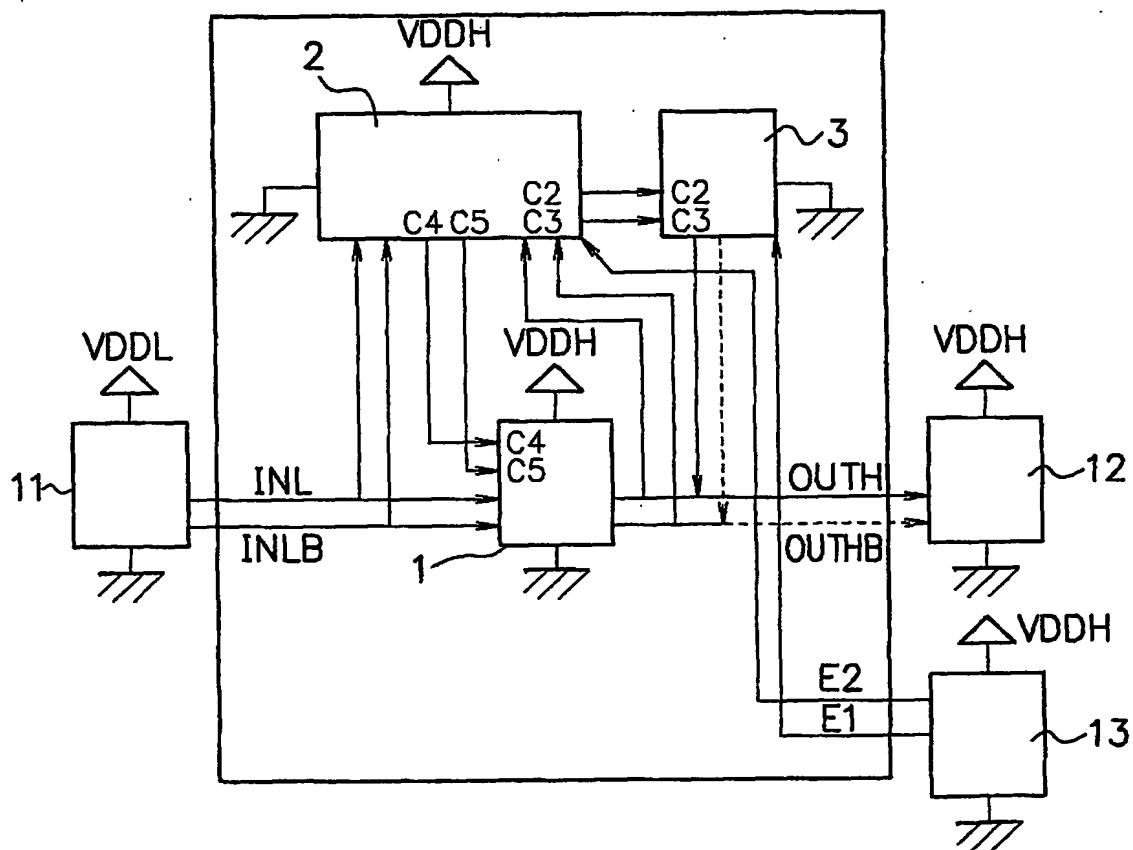 VDDH
2
3
C2
C3
C4 C5
C2
C3
VDDL
VDDH
VDDH
C4
C5
11
INL
INLB
1
OUTH
OUTHB
12
VDDH
E2
E1
13